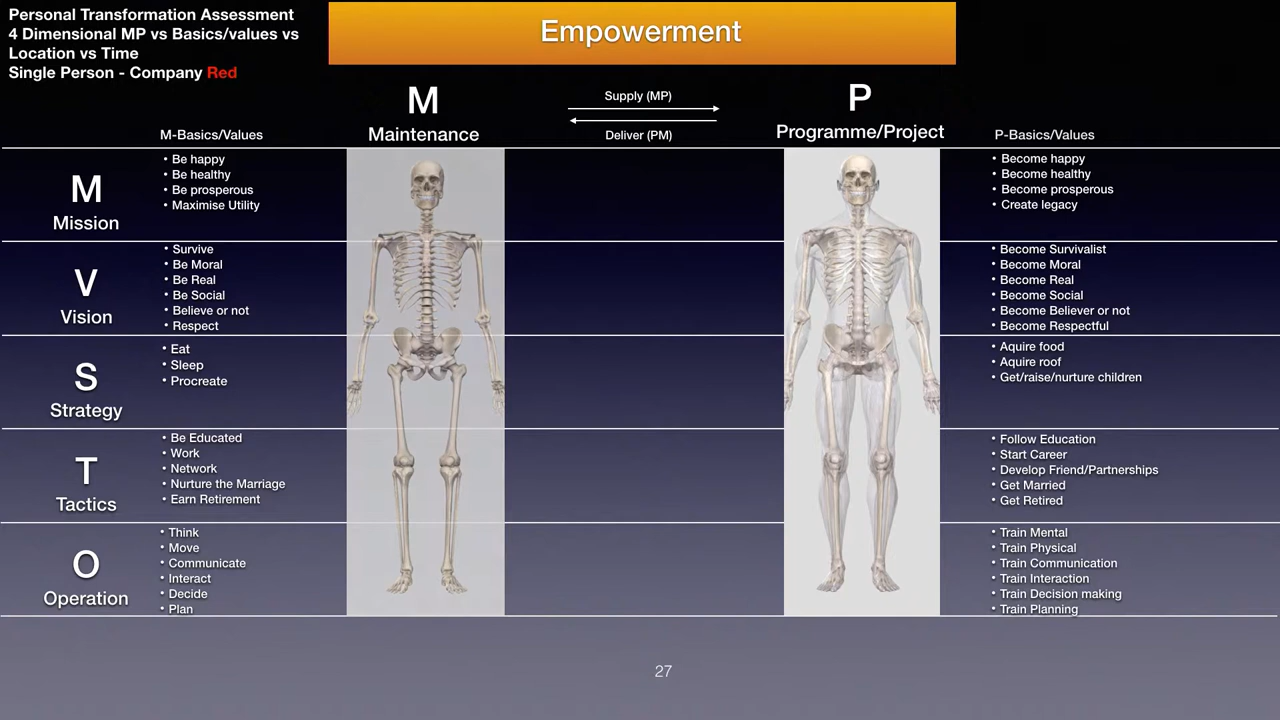 Personal Transformation Assessment
4 Dimensional MP vs Basics/values vs
Location vs Time
Single Person - Company Red
Empowerment
M
Maintenance
Supply (MP)
Deliver (PM)
P
Programme/Project
M-Basics/Values
P-Basics/Values
M
Mission
• Be happy
• Be healthy
• Be prosperous
• Maximise Utility
• Become happy
• Become healthy
• Become prosperous
• Create legacy
V
Vision
• Survive
• Be Moral
• Be Real
• Be Social
• Believe or not
• Respect
• Become Survivalist
• Become Moral
• Become Real
• Become Social
• Become Believer or not
• Become Respectful
S
Strategy
• Eat
• Sleep
• Procreate
• Aquire food
• Aquire roof
• Get/raise/nurture children
T
Tactics
• Be Educated
• Work
• Network
• Nurture the Marriage
• Earn Retirement
• Follow Education
• Start Career
• Develop Friend/Partnerships
• Get Married
• Get Retired
O
Operation
• Think
• Move
• Communicate
• Interact
• Decide
• Plan
• Train Mental
• Train Physical
• Train Communication
• Train Interaction
• Train Decision making
• Train Planning
27